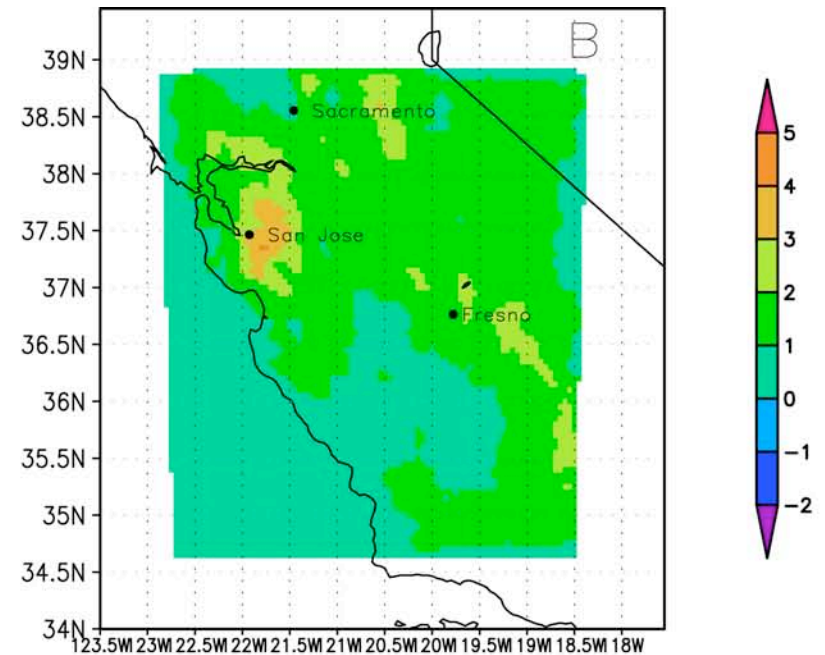 B
39N
38.5N
38N
37.5N
37N
36.5N
36N
35.5N
35N
34.5N
34N
Sacramento
San Jose
Fresno
123.5W 123W 122.5W 122W 121.5W 121W 120.5W 120W 119.5W 119W 118.5W 118W
5
4
3
2
1
0
−1
−2